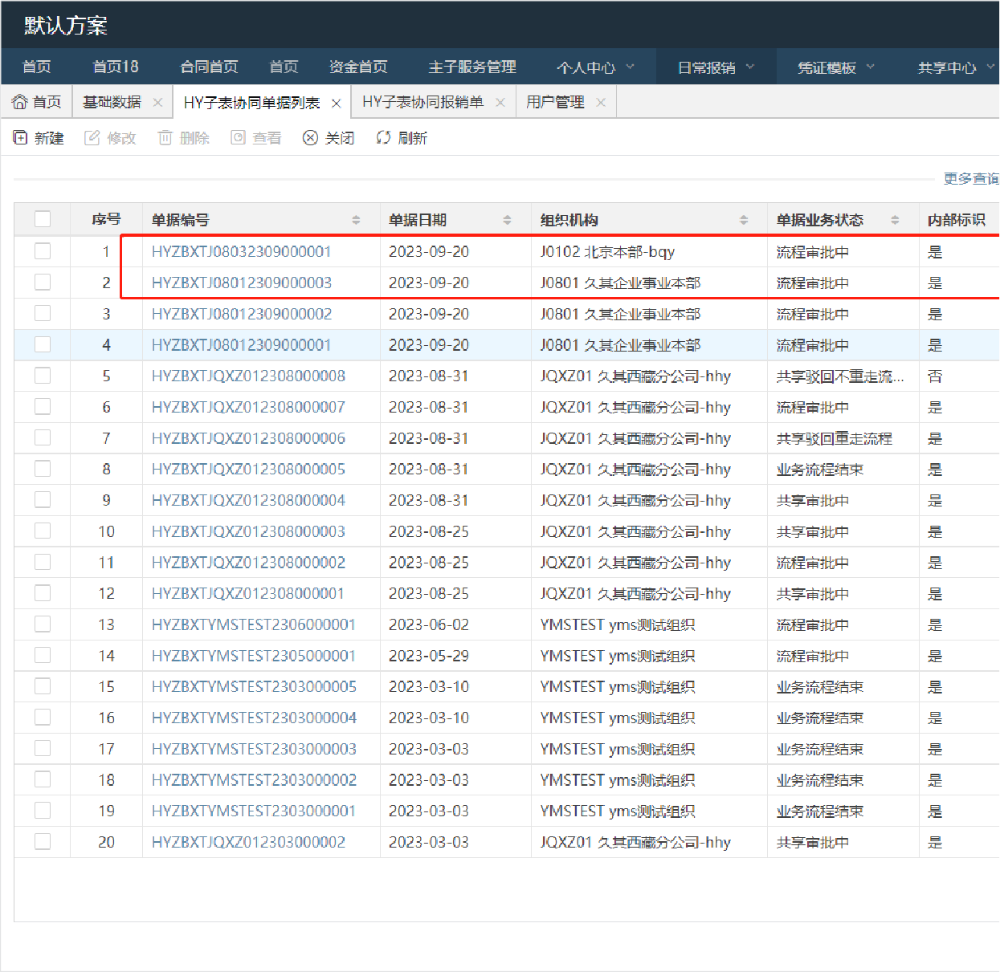 默认方案
首页 首页18 合同首页 首页 资金首页 主子服务管理 个人中心 日常报销 凭证模板 共享中心
首页 基础数据 HY子表协同单据列表 HY子表协同报销单 用户管理
新建 修改 删除 查看 关闭 刷新
更多查询
序号 单据编号 单据日期 组织机构 单据业务状态 内部标识
1 HYZBXTJ08032309000001 2023-09-20 J0102 北京本部-bqy 流程审批中 是
2 HYZBXTJ08012309000003 2023-09-20 J0801 久其企业事业本部 流程审批中 是
3 HYZBXTJ08012309000002 2023-09-20 J0801 久其企业事业本部 流程审批中 是
4 HYZBXTJ08012309000001 2023-09-20 J0801 久其企业事业本部 流程审批中 是
5 HYZBXTJQXZ012308000008 2023-08-31 JQXZ01 久其西藏分公司-hhy 共享驳回不重走流... 否
6 HYZBXTJQXZ012308000007 2023-08-31 JQXZ01 久其西藏分公司-hhy 流程审批中 是
7 HYZBXTJQXZ012308000006 2023-08-31 JQXZ01 久其西藏分公司-hhy 共享驳回重走流程 是
8 HYZBXTJQXZ012308000005 2023-08-31 JQXZ01 久其西藏分公司-hhy 业务流程结束 是
9 HYZBXTJQXZ012308000004 2023-08-31 JQXZ01 久其西藏分公司-hhy 共享审批中 是
10 HYZBXTJQXZ012308000003 2023-08-25 JQXZ01 久其西藏分公司-hhy 共享审批中 是
11 HYZBXTJQXZ012308000002 2023-08-25 JQXZ01 久其西藏分公司-hhy 流程审批中 是
12 HYZBXTJQXZ012308000001 2023-08-25 JQXZ01 久其西藏分公司-hhy 共享审批中 是
13 HYZBXTYMSTEST2306000001 2023-06-02 YMSTEST yms测试组织 流程审批中 是
14 HYZBXTYMSTEST2305000001 2023-05-29 YMSTEST yms测试组织 流程审批中 是
15 HYZBXTYMSTEST2303000005 2023-03-10 YMSTEST yms测试组织 业务流程结束 是
16 HYZBXTYMSTEST2303000004 2023-03-10 YMSTEST yms测试组织 业务流程结束 是
17 HYZBXTYMSTEST2303000003 2023-03-03 YMSTEST yms测试组织 业务流程结束 是
18 HYZBXTYMSTEST2303000002 2023-03-03 YMSTEST yms测试组织 业务流程结束 是
19 HYZBXTYMSTEST2303000001 2023-03-03 YMSTEST yms测试组织 业务流程结束 是
20 HYZBXTJQXZ012303000002 2023-03-03 JQXZ01 久其西藏分公司-hhy 共享审批中 是